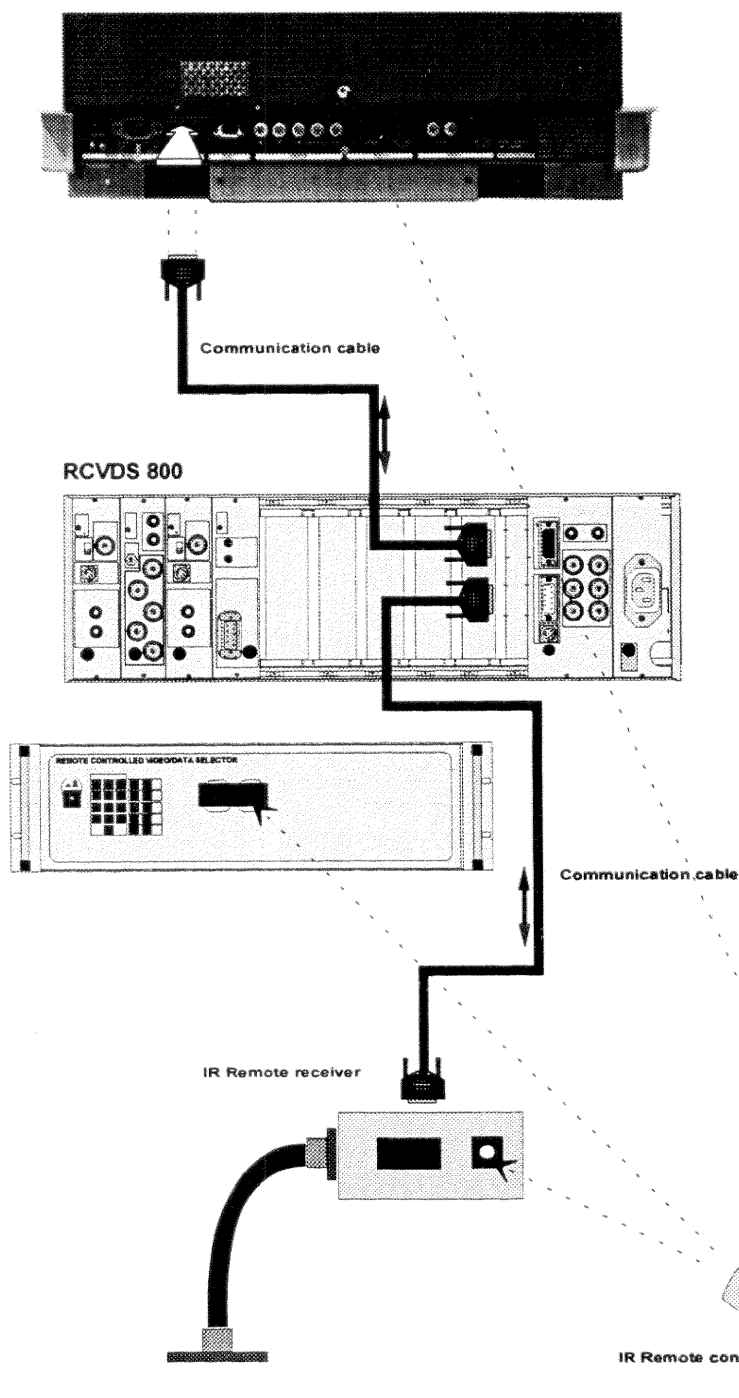 Communication cable
RCVDS 800
REMOTE CONTROLLED VIDEO/DATA SELECTOR
Communication cable
IR Remote receiver
IR Remote con